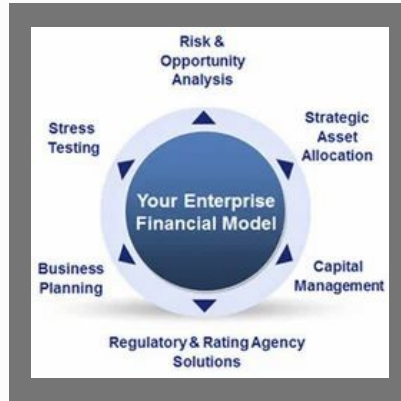 Risk &
Opportunity
Analysis
Strategic
Asset
Allocation
Capital
Management
Regulatory & Rating Agency
Solutions
Business
Planning
Stress
Testing
Your Enterprise
Financial Model